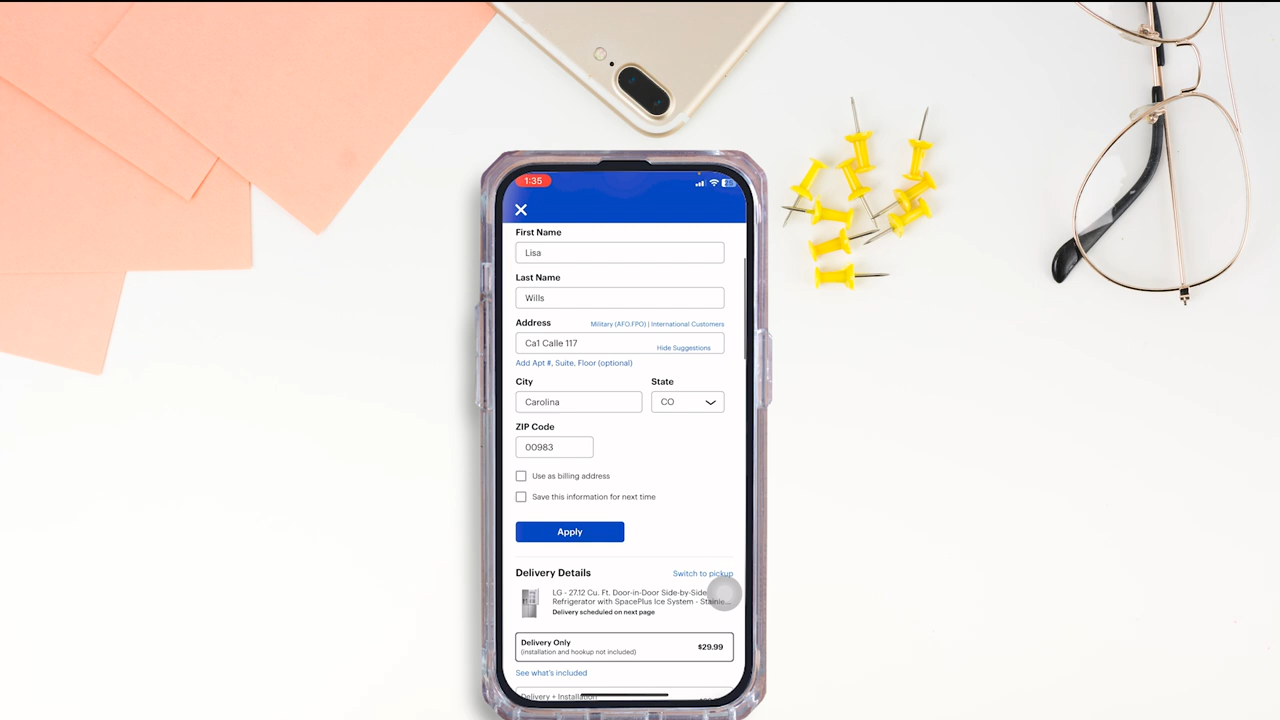 1:35
First Name
Lisa
Last Name
Wills
Address
Military (AFO.FPO) | International Customers
Ca1 Calle 117
Hide Suggestions
Add Apt #, Suite, Floor (optional)
City State
Carolina CO
ZIP Code
00983
Use as billing address
Save this information for next time
Apply
Delivery Details Switch to pickup
LG - 27.12 Cu. Ft. Door-in-Door Side-by-Side
Refrigerator with SpacePlus Ice System - Stainle...
Delivery scheduled on next page
Delivery Only
(installation and hookup not included)
$29.99
See what's included
Delivery + Installation